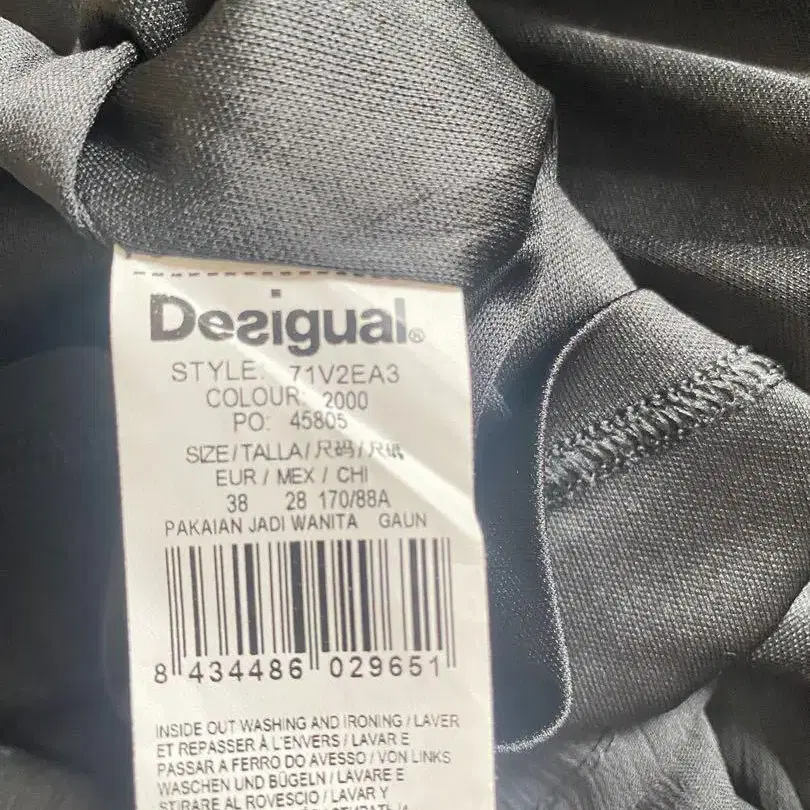 Desigual®
STYLE: 71V2EA3
COLOUR: 2000
PO: 45805
SIZE/TALLA/尺码/
EUR / MEX / CHI
38 28 170/88A
PAKAIAN JADI WANITA GAUN
8 434486 029651
INSIDE OUT WASHING AND IRONING / LAVER
ET REPASSER À L'ENVERS / LAVAR E
PASSAR A FERRO DO AVESSO / VON LINKS
WASCHEN UND BÜGELN / LAVARE E
STIRARE AL ROVESCIO / LAVAR Y